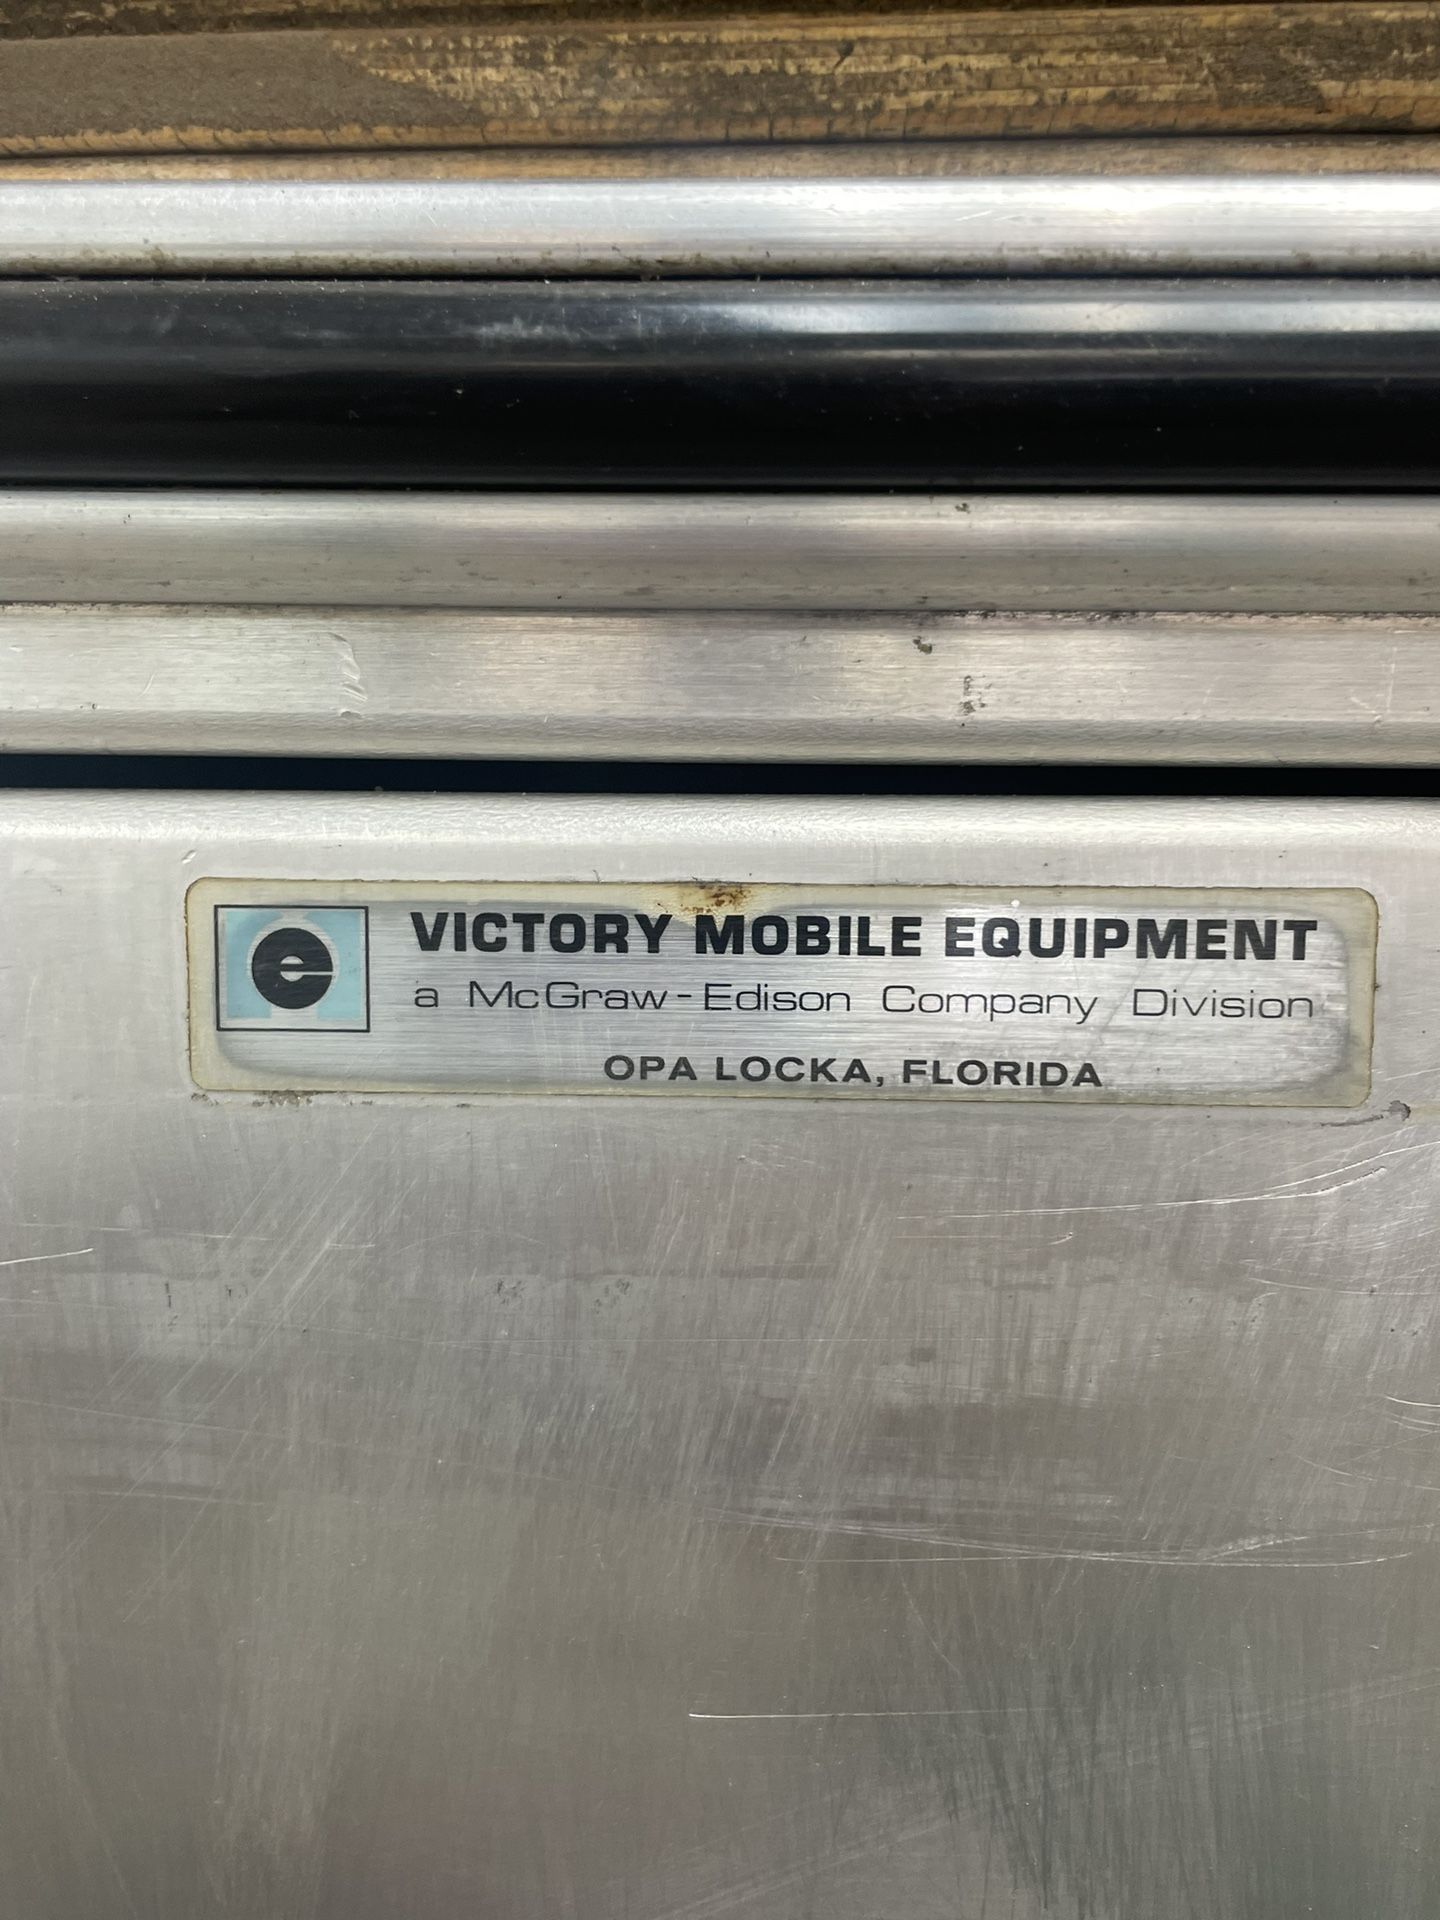 e
VICTORY MOBILE EQUIPMENT
a McGraw-Edison Company Division
OPA LOCKA, FLORIDA